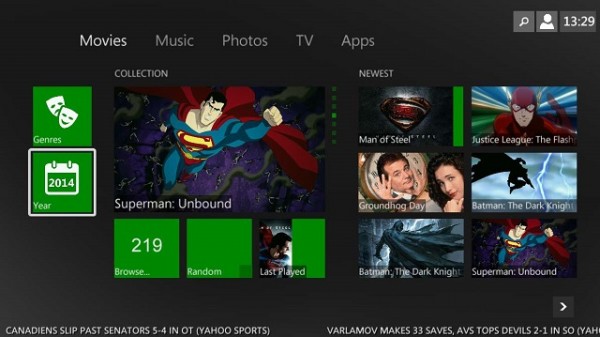 13:29
Movies Music Photos TV Apps
COLLECTION
NEWEST
Genres
2014
Year
Superman: Unbound
219
Browse...
Random
Last Played
Man of Steel
Justice League: The Flash
Groundhog Day
Batman: The Dark Knigh
Batman: The Dark Knigh
Superman: Unbound
CANADIENS SLIP PAST SENATORS 5-4 IN OT (YAHOO SPORTS)
VARLAMOV MAKES 33 SAVES, AVS TOPS DEVILS 2-1 IN SO (YAHO